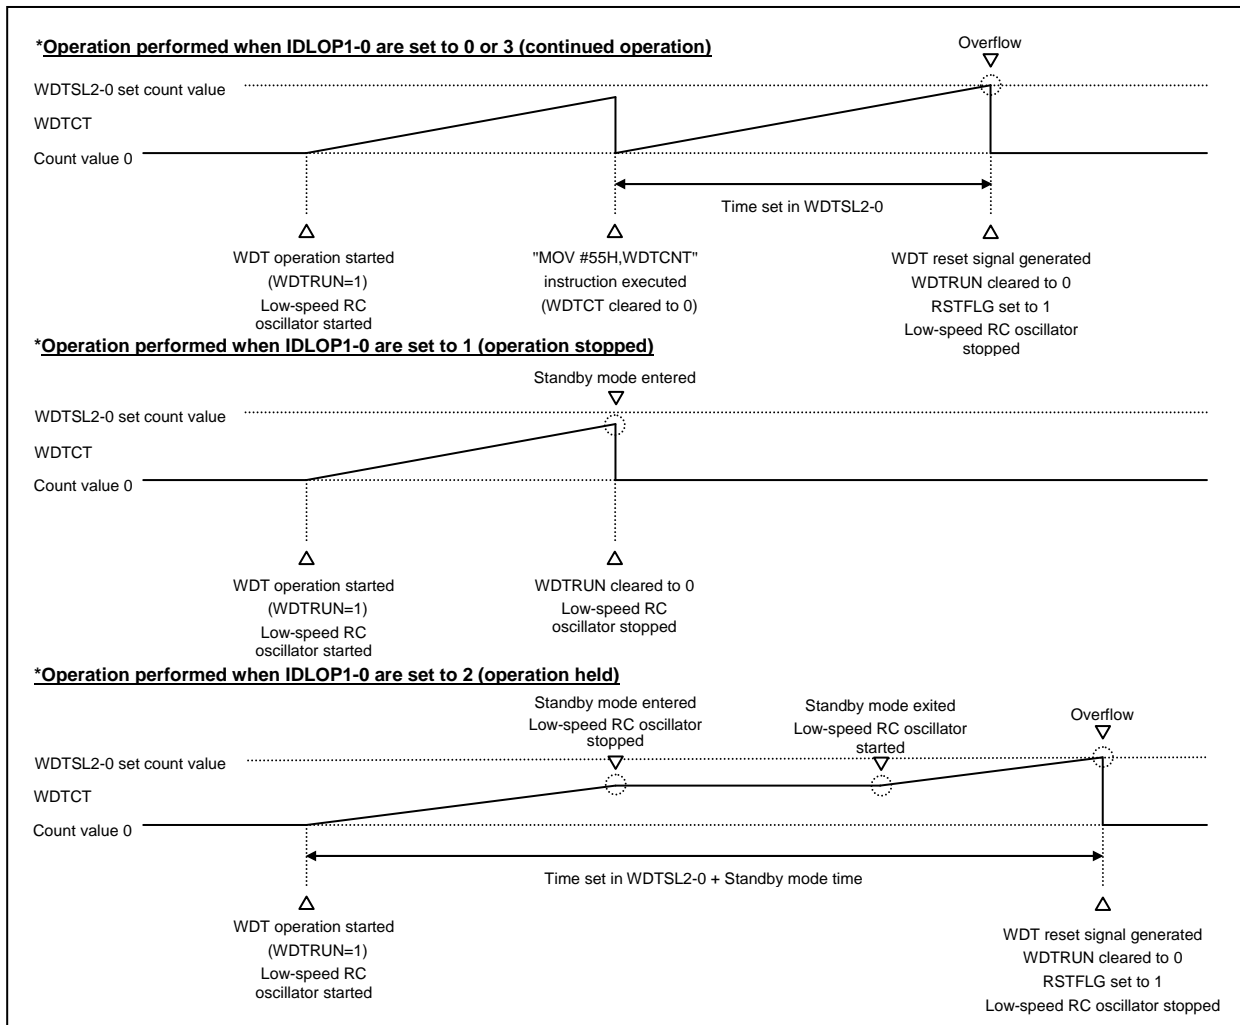 *Operation performed when IDLOP1-0 are set to 0 or 3 (continued operation)
Overflow
WDTSL2-0 set count value
WDTCT
Count value 0
Time set in WDTSL2-0
WDT operation started
(WDTRUN=1)
Low-speed RC
oscillator started
"MOV #55H,WDTCNT"
instruction executed
(WDTCT cleared to 0)
WDT reset signal generated
WDTRUN cleared to 0
RSTFLG set to 1
Low-speed RC oscillator
stopped
*Operation performed when IDLOP1-0 are set to 1 (operation stopped)
Standby mode entered
WDTSL2-0 set count value
WDTCT
Count value 0
WDT operation started
(WDTRUN=1)
Low-speed RC
oscillator started
WDTRUN cleared to 0
Low-speed RC
oscillator stopped
*Operation performed when IDLOP1-0 are set to 2 (operation held)
Standby mode entered
Low-speed RC oscillator
stopped
Standby mode exited
Low-speed RC oscillator
started
Overflow
WDTSL2-0 set count value
WDTCT
Count value 0
Time set in WDTSL2-0 + Standby mode time
WDT operation started
(WDTRUN=1)
Low-speed RC
oscillator started
WDT reset signal generated
WDTRUN cleared to 0
RSTFLG set to 1
Low-speed RC oscillator stopped